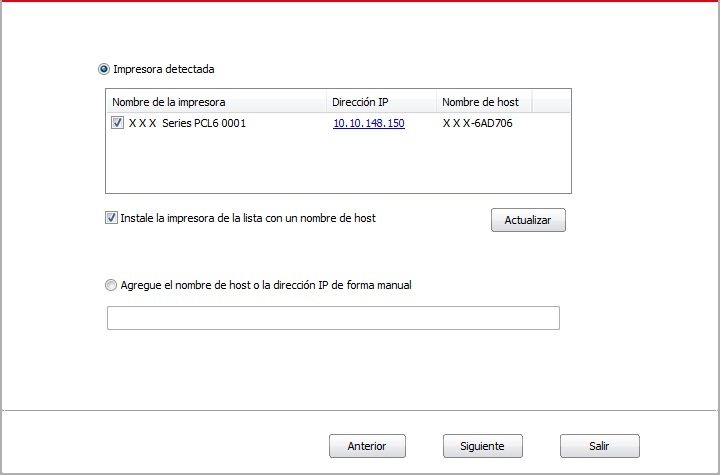 Impresora detectada
Nombre de la impresora Dirección IP Nombre de host
X X X Series PCL6 0001 10.10.148.150 X X X-6AD706
Instale la impresora de la lista con un nombre de host Actualizar
Agregue el nombre de host o la dirección IP de forma manual
Anterior Siguiente Salir